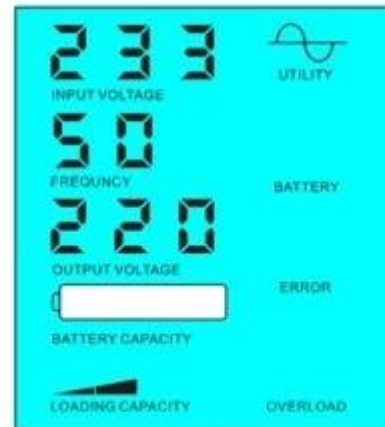 233
UTILITY
INPUT VOLTAGE
50
FREQUNCY
BATTERY
220
OUTPUT VOLTAGE
ERROR
BATTERY CAPACITY
LOADING CAPACITY
OVERLOAD